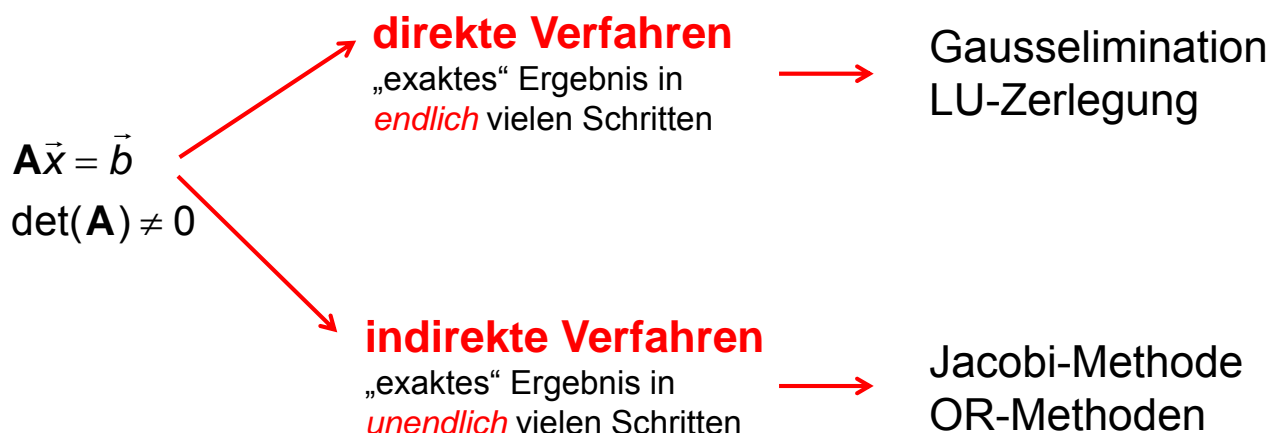 A𝑥⃗ = 𝑏⃗
det(A) ≠ 0
direkte Verfahren
„exaktes“ Ergebnis in
endlich vielen Schritten
Gausselimination
LU-Zerlegung
indirekte Verfahren
„exaktes“ Ergebnis in
unendlich vielen Schritten
Jacobi-Methode
OR-Methoden